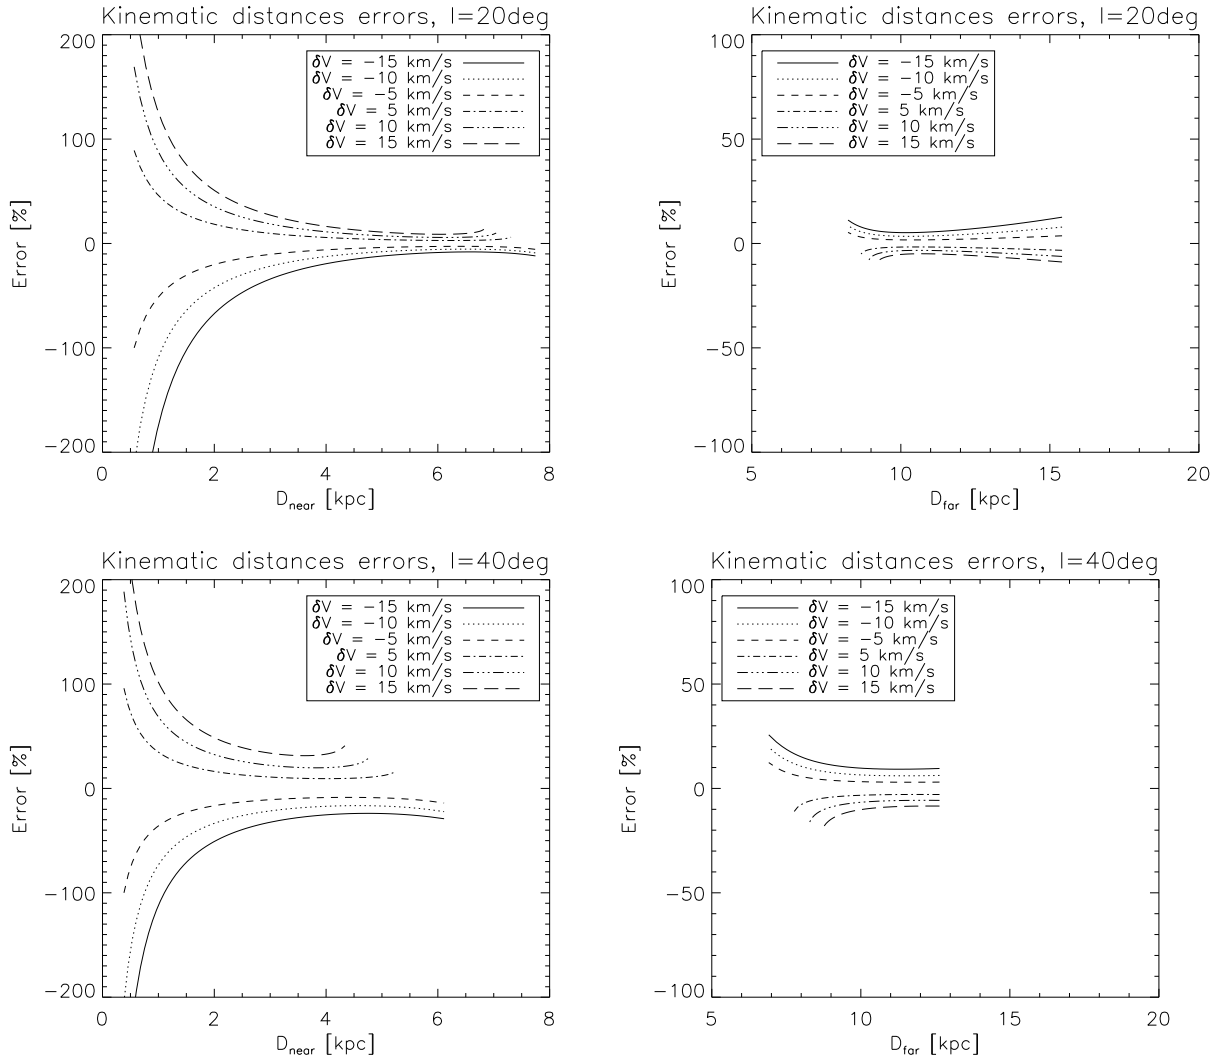 Kinematic distances errors, l=20deg
δV = −15 km/s
δV = −10 km/s
δV = −5 km/s
δV = 5 km/s
δV = 10 km/s
δV = 15 km/s
200
100
0
−100
−200
Error [%]
0 2 4 6 8
D_near [kpc]
Kinematic distances errors, l=20deg
δV = −15 km/s
δV = −10 km/s
δV = −5 km/s
δV = 5 km/s
δV = 10 km/s
δV = 15 km/s
100
50
0
−50
−100
Error [%]
5 10 15 20
D_far [kpc]
Kinematic distances errors, l=40deg
δV = −15 km/s
δV = −10 km/s
δV = −5 km/s
δV = 5 km/s
δV = 10 km/s
δV = 15 km/s
200
100
0
−100
−200
Error [%]
0 2 4 6 8
D_near [kpc]
Kinematic distances errors, l=40deg
δV = −15 km/s
δV = −10 km/s
δV = −5 km/s
δV = 5 km/s
δV = 10 km/s
δV = 15 km/s
100
50
0
−50
−100
Error [%]
5 10 15 20
D_far [kpc]